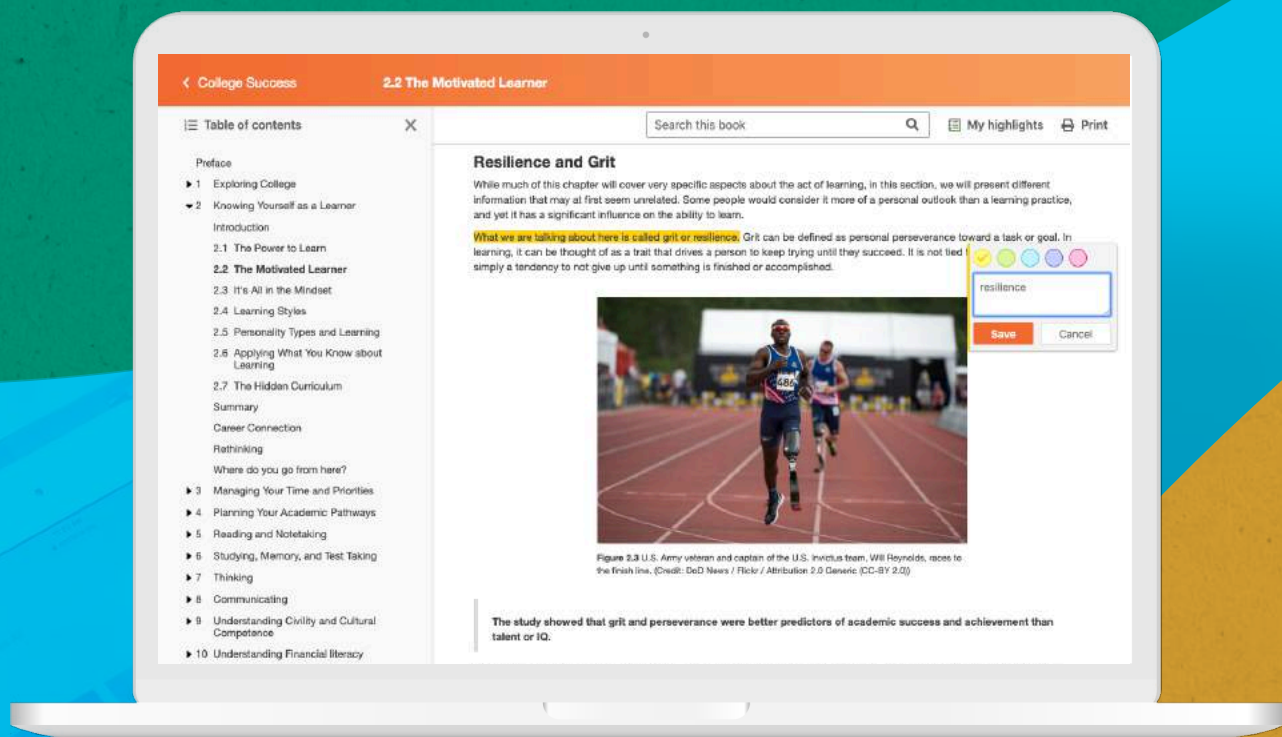 College Success
2.2 The Motivated Learner
Table of contents
Search this book
My highlights
Print
Preface
1 Exploring College
2 Knowing Yourself as a Learner
Introduction
2.1 The Power to Learn
2.2 The Motivated Learner
2.3 It's All in the Mindset
2.4 Learning Styles
2.5 Personality Types and Learning
2.6 Applying What You Know about
Learning
2.7 The Hidden Curriculum
Summary
Career Connection
Rethinking
Where do you go from here?
3 Managing Your Time and Priorities
4 Planning Your Academic Pathways
5 Reading and Notetaking
6 Studying, Memory, and Test Taking
7 Thinking
8 Communicating
9 Understanding Civility and Cultural
Competence
10 Understanding Financial literacy
Resilience and Grit
While much of this chapter will cover very specific aspects about the act of learning, in this section, we will present different
information that may at first seem unrelated. Some people would consider it more of a personal outlook than a learning practice,
and yet it has a significant influence on the ability to learn.
What we are talking about here is called grit or resilience. Grit can be defined as personal perseverance toward a task or goal. In
learning, it can be thought of as a trait that drives a person to keep trying until they succeed. It is not tied
simply a tendency to not give up until something is finished or accomplished.
resilience
Save
Cancel
486
Figure 2.3 U.S. Army veteran and captain of the U.S. Invictus team, Will Reynolds, races to
the finish line. (Credit: DoD News / Flickr / Attribution 2.0 Generic (CC-BY 2.0))
The study showed that grit and perseverance were better predictors of academic success and achievement than
talent or IQ.